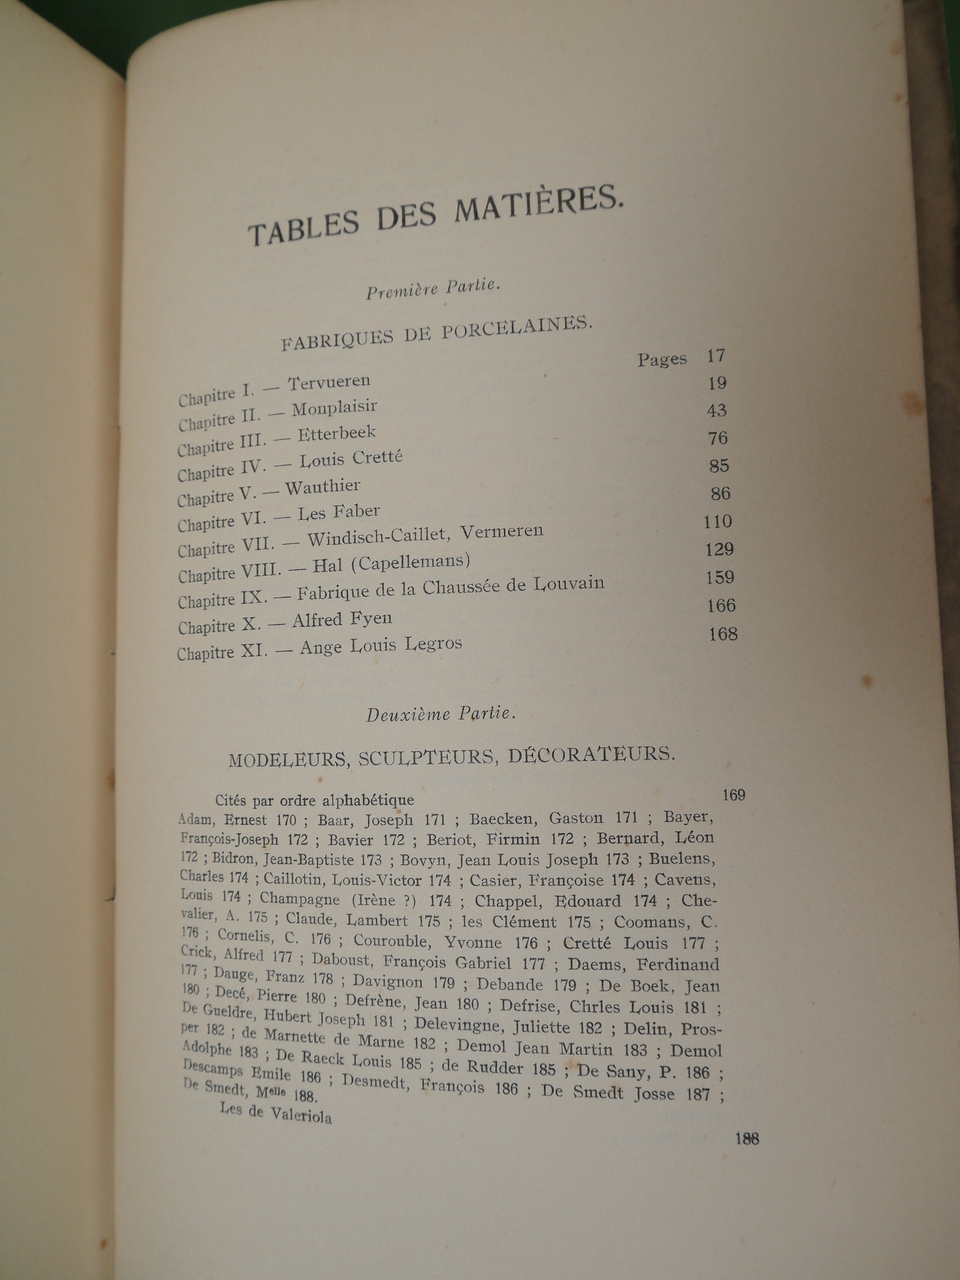 TABLES DES MATIÈRES.
Première Partie.
FABRIQUES DE PORCELAINES.
Chapitre I. — Tervueren Pages 17
Chapitre II. — Monplaisir 19
Chapitre III. — Etterbeek 43
Chapitre IV. — Louis Cretté 76
Chapitre V. — Wauthier 85
Chapitre VI. — Les Faber 86
Chapitre VII. — Windisch-Caillet, Vermeren 110
Chapitre VIII. — Hal (Capellemans) 129
Chapitre IX. — Fabrique de la Chaussée de Louvain 159
Chapitre X. — Alfred Fyen 166
Chapitre XI. — Ange Louis Legros 168
Deuxième Partie.
MODELEURS, SCULPTEURS, DÉCORATEURS.
Cités par ordre alphabétique 169
Adam, Ernest 170 ; Baar, Joseph 171 ; Baecken, Gaston 171 ; Bayer,
François-Joseph 172 ; Bavier 172 ; Beriot, Firmin 172 ; Bernard, Léon
172 ; Bidron, Jean-Baptiste 173 ; Bovyn, Jean Louis Joseph 173 ; Buelens,
Charles 174 ; Caillotin, Louis-Victor 174 ; Casier, Françoise 174 ; Cavens,
Louis 174 ; Champagne (Irène ?) 174 ; Chappel, Edouard 174 ; Che-
valier, A. 175 ; Claude, Lambert 175 ; les Clément 175 ; Coomans, C.
176 ; Cornelis, C. 176 ; Courouble, Yvonne 176 ; Cretté Louis 177 ;
Crick, Alfred 177 ; Daboust, François Gabriel 177 ; Daems, Ferdinand
177 ; Dauge, Franz 178 ; Davignon 179 ; Debande 179 ; De Boek, Jean
180 ; Decé, Pierre 180 ; Defrène, Jean 180 ; Defrise, Chrles Louis 181 ;
De Gueldre, Hubert Joseph 181 ; Delevingne, Juliette 182 ; Delin, Pros-
per 182 ; de Marnette de Marne 182 ; Demol Jean Martin 183 ; Demol
Adolphe 183 ; De Raeck Louis 185 ; de Rudder 185 ; De Sany, P. 186 ;
Descamps Emile 186 ; Desmedt, François 186 ; De Smedt Josse 187 ;
De Smedt, Melle 188.
Les de Valeriola 188